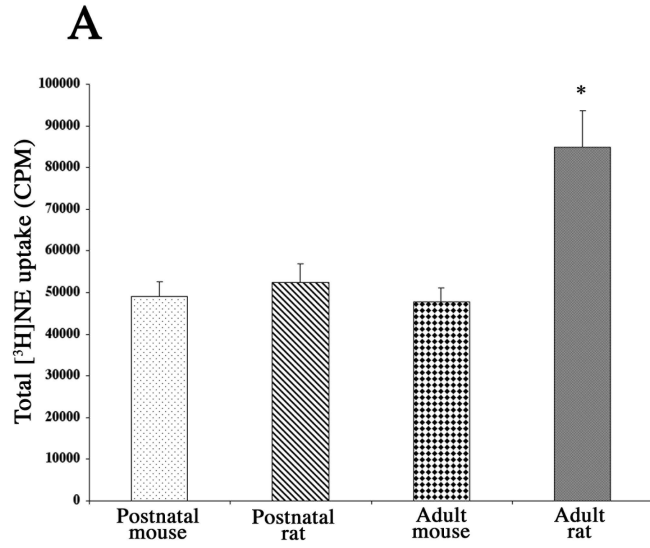 A
100000
90000
80000
70000
60000
50000
40000
30000
20000
10000
0
Total [³H]NE uptake (CPM)
*
Postnatal mouse
Postnatal rat
Adult mouse
Adult rat